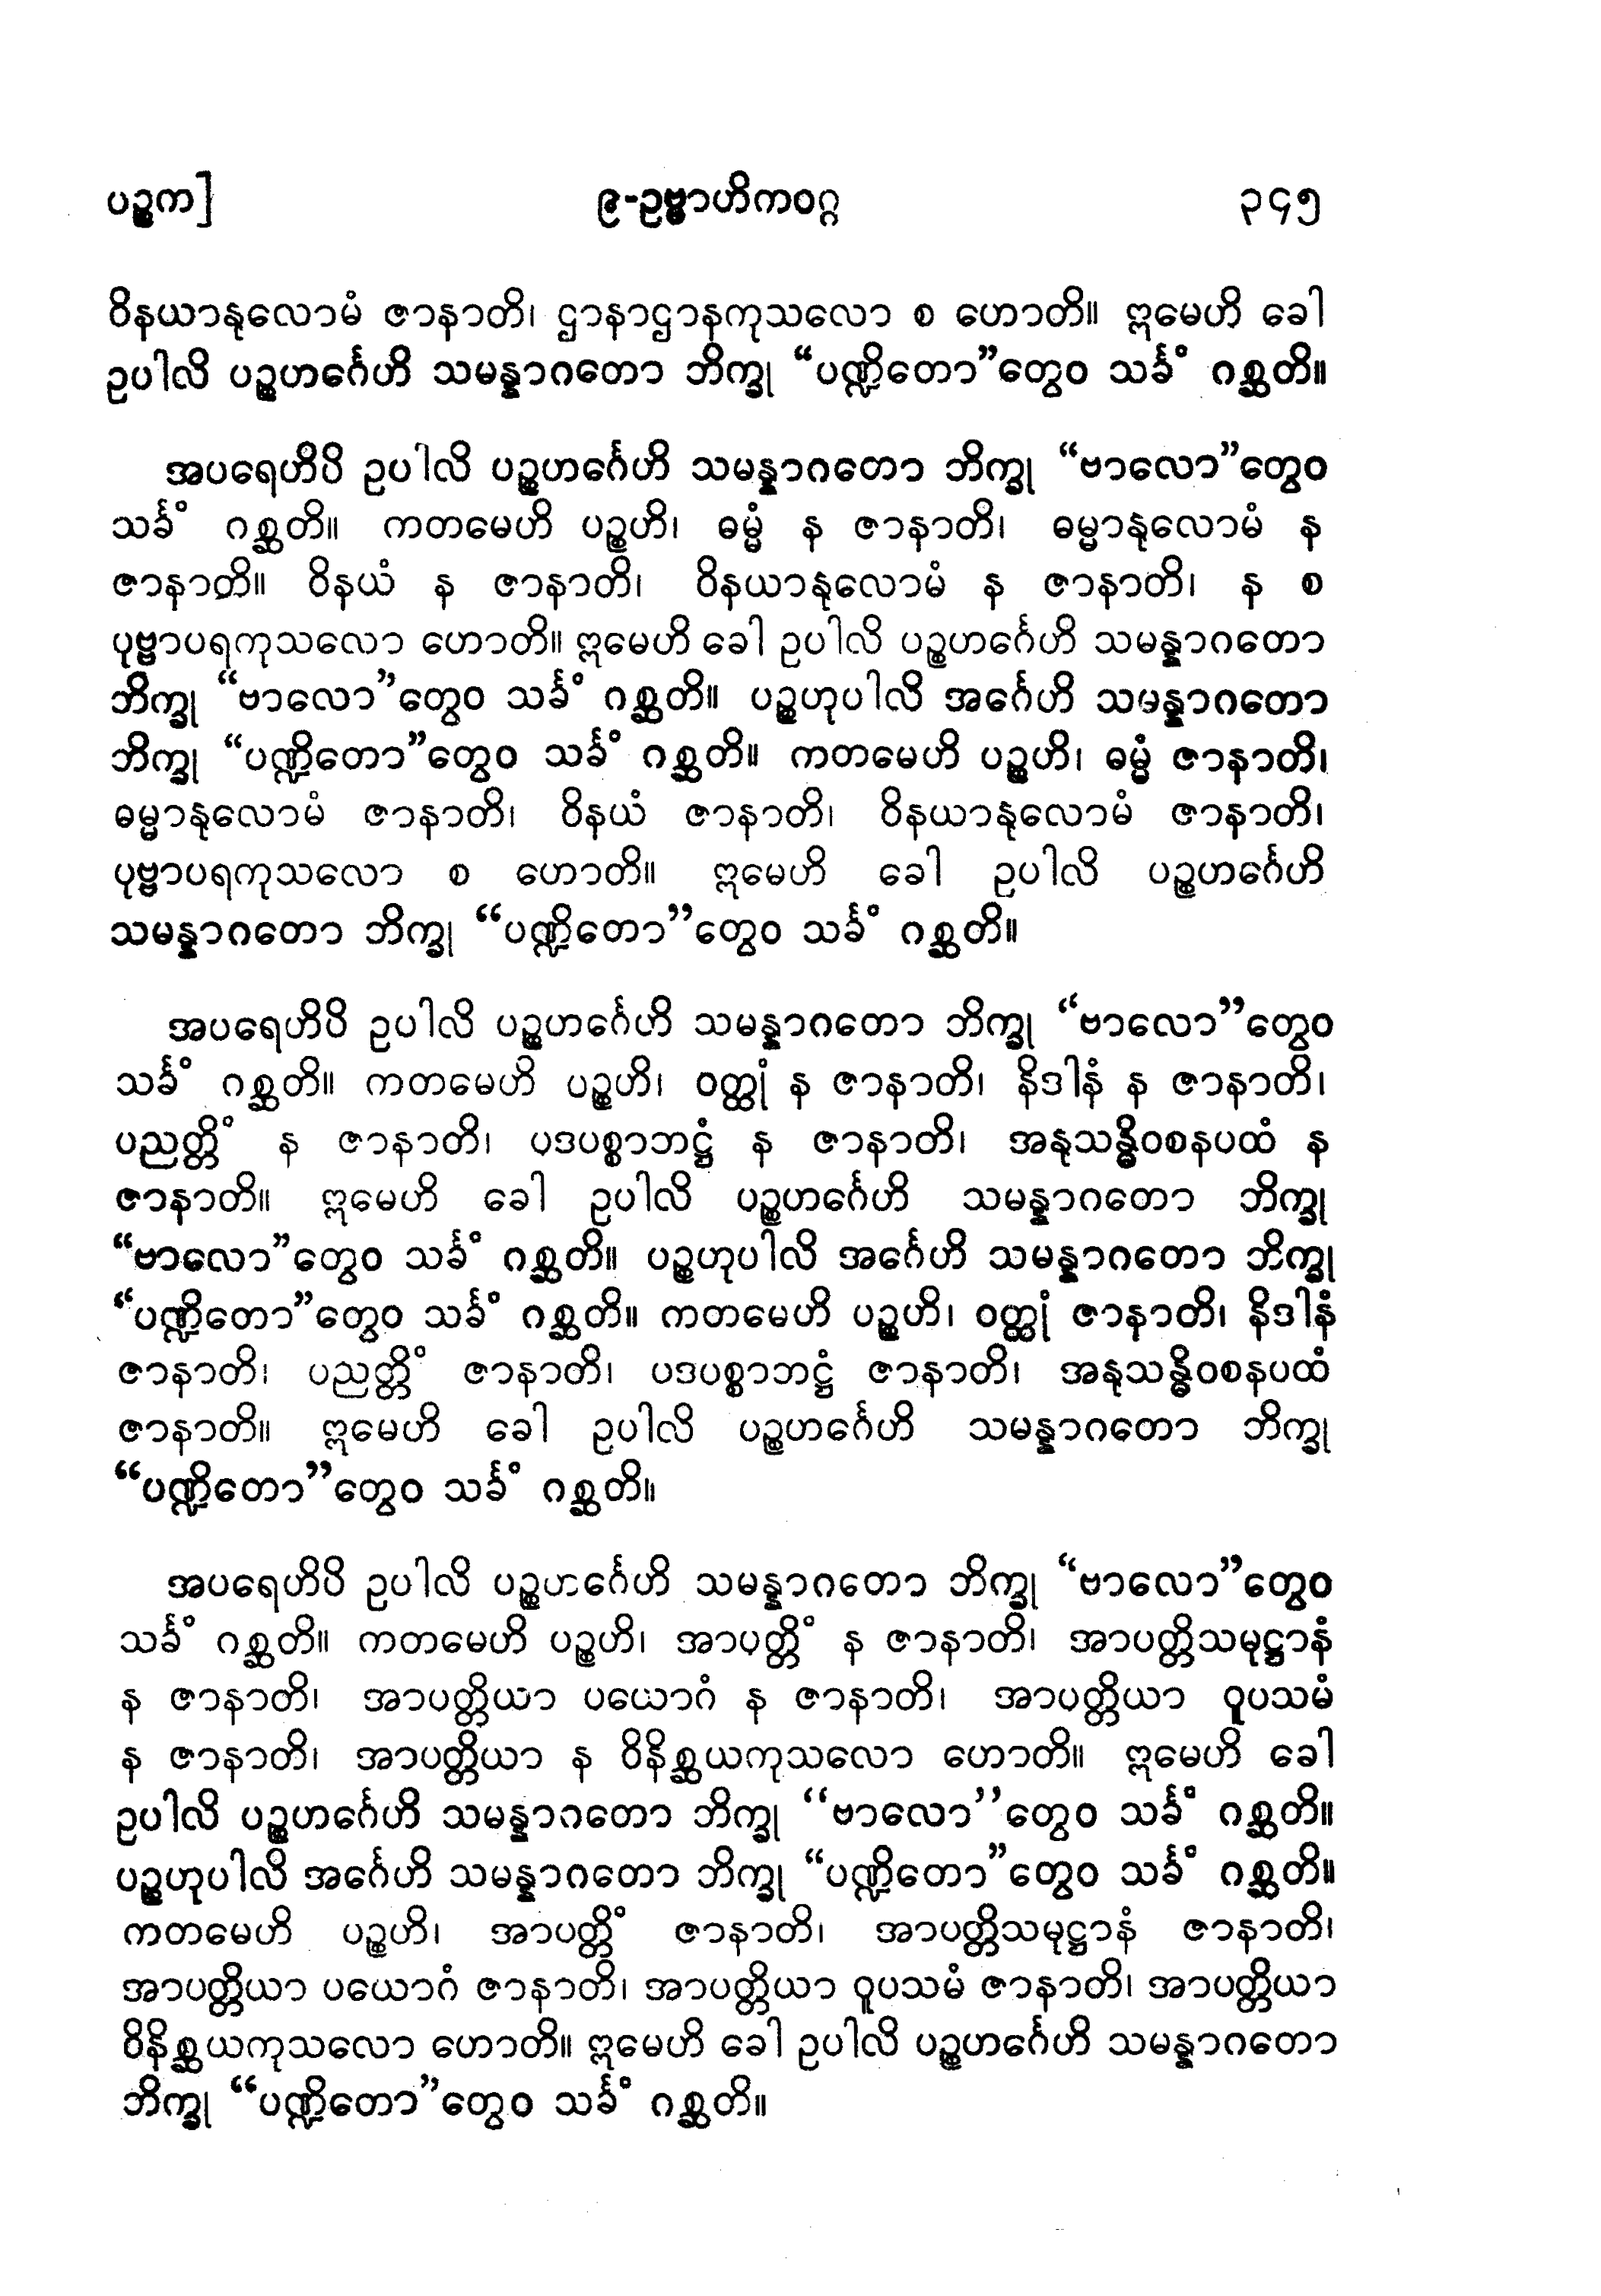 ပဉ္စက]
၉-ဥဗ္ဗာဟိကဝဂ္ဂ
၃၄၅
ဝိနယာနုလောမံ ဇာနာတိ၊ ဌာနာဌာနကုသလော စ ဟောတိ။ ဣမေဟိ ခေါ
ဥပါလိ ပဉ္စဟင်္ဂေဟိ သမန္နာဂတော ဘိက္ခု “ပဏ္ဍိတော”တွေဝ သင်္ခံ ဂစ္ဆတိ။
အပရေဟိပိ ဥပါလိ ပဉ္စဟင်္ဂေဟိ သမန္နာဂတော ဘိက္ခု “ဗာလော”တွေဝ
သင်္ခံ ဂစ္ဆတိ။ ကတမေဟိ ပဉ္စဟိ၊ ဓမ္မံ န ဇာနာတိ၊ ဓမ္မာနုလောမံ န
ဇာနာတိ။ ဝိနယံ န ဇာနာတိ၊ ဝိနယာနုလောမံ န ဇာနာတိ၊ န စ
ပုဗ္ဗာပရကုသလော ဟောတိ။ ဣမေဟိ ခေါ ဥပါလိ ပဉ္စဟင်္ဂေဟိ သမန္နာဂတော
ဘိက္ခု “ဗာလော”တွေဝ သင်္ခံ ဂစ္ဆတိ။ ပဉ္စဟုပါလိ အင်္ဂေဟိ သမန္နာဂတော
ဘိက္ခု “ပဏ္ဍိတော”တွေဝ သင်္ခံ ဂစ္ဆတိ။ ကတမေဟိ ပဉ္စဟိ၊ ဓမ္မံ ဇာနာတိ၊
ဓမ္မာနုလောမံ ဇာနာတိ၊ ဝိနယံ ဇာနာတိ၊ ဝိနယာနုလောမံ ဇာနာတိ၊
ပုဗ္ဗာပရကုသလော စ ဟောတိ။ ဣမေဟိ ခေါ ဥပါလိ ပဉ္စဟင်္ဂေဟိ
သမန္နာဂတော ဘိက္ခု “ပဏ္ဍိတော”တွေဝ သင်္ခံ ဂစ္ဆတိ။
အပရေဟိပိ ဥပါလိ ပဉ္စဟင်္ဂေဟိ သမန္နာဂတော ဘိက္ခု “ဗာလော”တွေဝ
သင်္ခံ ဂစ္ဆတိ။ ကတမေဟိ ပဉ္စဟိ၊ ဝတ္ထုံ န ဇာနာတိ၊ နိဒါနံ န ဇာနာတိ၊
ပညတ္တိံ န ဇာနာတိ၊ ပဒပစ္စာဘဋ္ဌံ န ဇာနာတိ၊ အနုသန္ဓိဝစနပထံ န
ဇာနာတိ။ ဣမေဟိ ခေါ ဥပါလိ ပဉ္စဟင်္ဂေဟိ သမန္နာဂတော ဘိက္ခု
“ဗာလော”တွေဝ သင်္ခံ ဂစ္ဆတိ။ ပဉ္စဟုပါလိ အင်္ဂေဟိ သမန္နာဂတော ဘိက္ခု
“ပဏ္ဍိတော”တွေဝ သင်္ခံ ဂစ္ဆတိ။ ကတမေဟိ ပဉ္စဟိ၊ ဝတ္ထုံ ဇာနာတိ၊ နိဒါနံ
ဇာနာတိ၊ ပညတ္တိံ ဇာနာတိ၊ ပဒပစ္စာဘဋ္ဌံ ဇာနာတိ၊ အနုသန္ဓိဝစနပထံ
ဇာနာတိ။ ဣမေဟိ ခေါ ဥပါလိ ပဉ္စဟင်္ဂေဟိ သမန္နာဂတော ဘိက္ခု
“ပဏ္ဍိတော”တွေဝ သင်္ခံ ဂစ္ဆတိ။
အပရေဟိပိ ဥပါလိ ပဉ္စဟင်္ဂေဟိ သမန္နာဂတော ဘိက္ခု “ဗာလော”တွေဝ
သင်္ခံ ဂစ္ဆတိ။ ကတမေဟိ ပဉ္စဟိ၊ အာပတ္တိံ န ဇာနာတိ၊ အာပတ္တိသမုဋ္ဌာနံ
န ဇာနာတိ၊ အာပတ္တိယာ ပယောဂံ န ဇာနာတိ၊ အာပတ္တိယာ ဝူပသမံ
န ဇာနာတိ၊ အာပတ္တိယာ န ဝိနိစ္ဆယကုသလော ဟောတိ။ ဣမေဟိ ခေါ
ဥပါလိ ပဉ္စဟင်္ဂေဟိ သမန္နာဂတော ဘိက္ခု “ဗာလော”တွေဝ သင်္ခံ ဂစ္ဆတိ။
ပဉ္စဟုပါလိ အင်္ဂေဟိ သမန္နာဂတော ဘိက္ခု “ပဏ္ဍိတော”တွေဝ သင်္ခံ ဂစ္ဆတိ။
ကတမေဟိ ပဉ္စဟိ၊ အာပတ္တိံ ဇာနာတိ၊ အာပတ္တိသမုဋ္ဌာနံ ဇာနာတိ၊
အာပတ္တိယာ ပယောဂံ ဇာနာတိ၊ အာပတ္တိယာ ဝူပသမံ ဇာနာတိ၊ အာပတ္တိယာ
ဝိနိစ္ဆယကုသလော ဟောတိ။ ဣမေဟိ ခေါ ဥပါလိ ပဉ္စဟင်္ဂေဟိ သမန္နာဂတော
ဘိက္ခု “ပဏ္ဍိတော”တွေဝ သင်္ခံ ဂစ္ဆတိ။